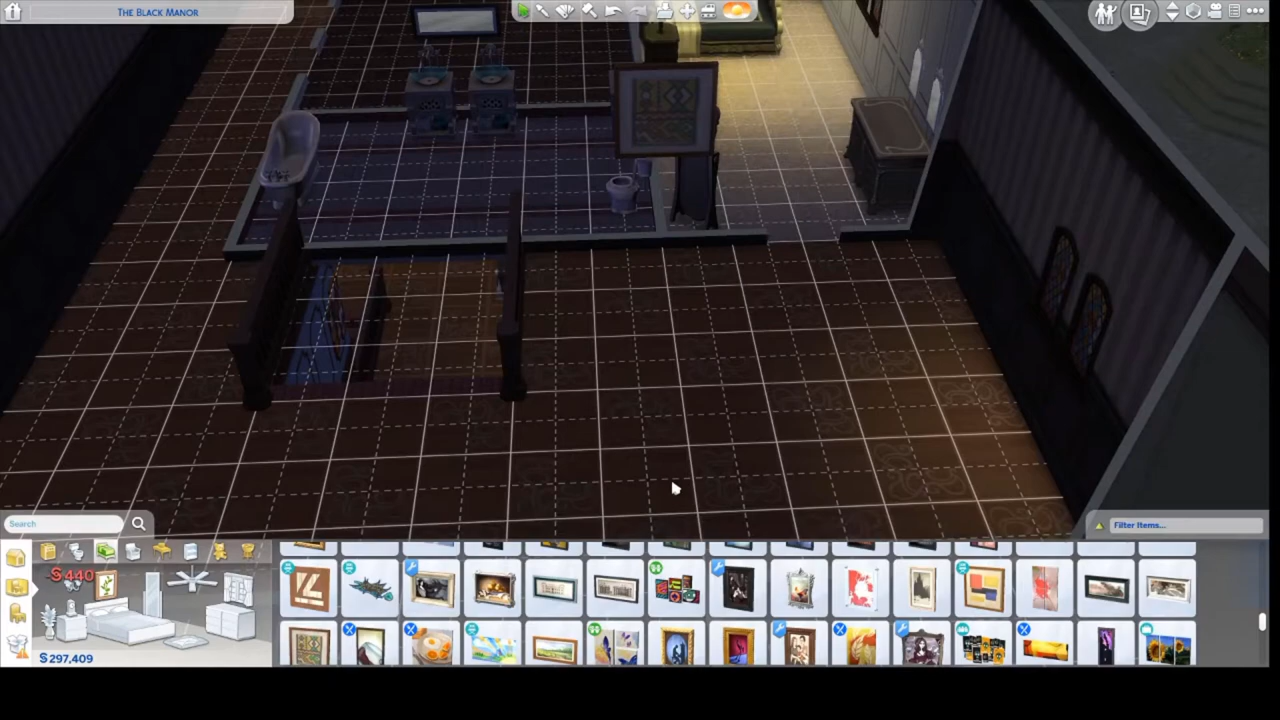 THE BLACK MANOR
Search
Filter Items...
-§440
§297,409